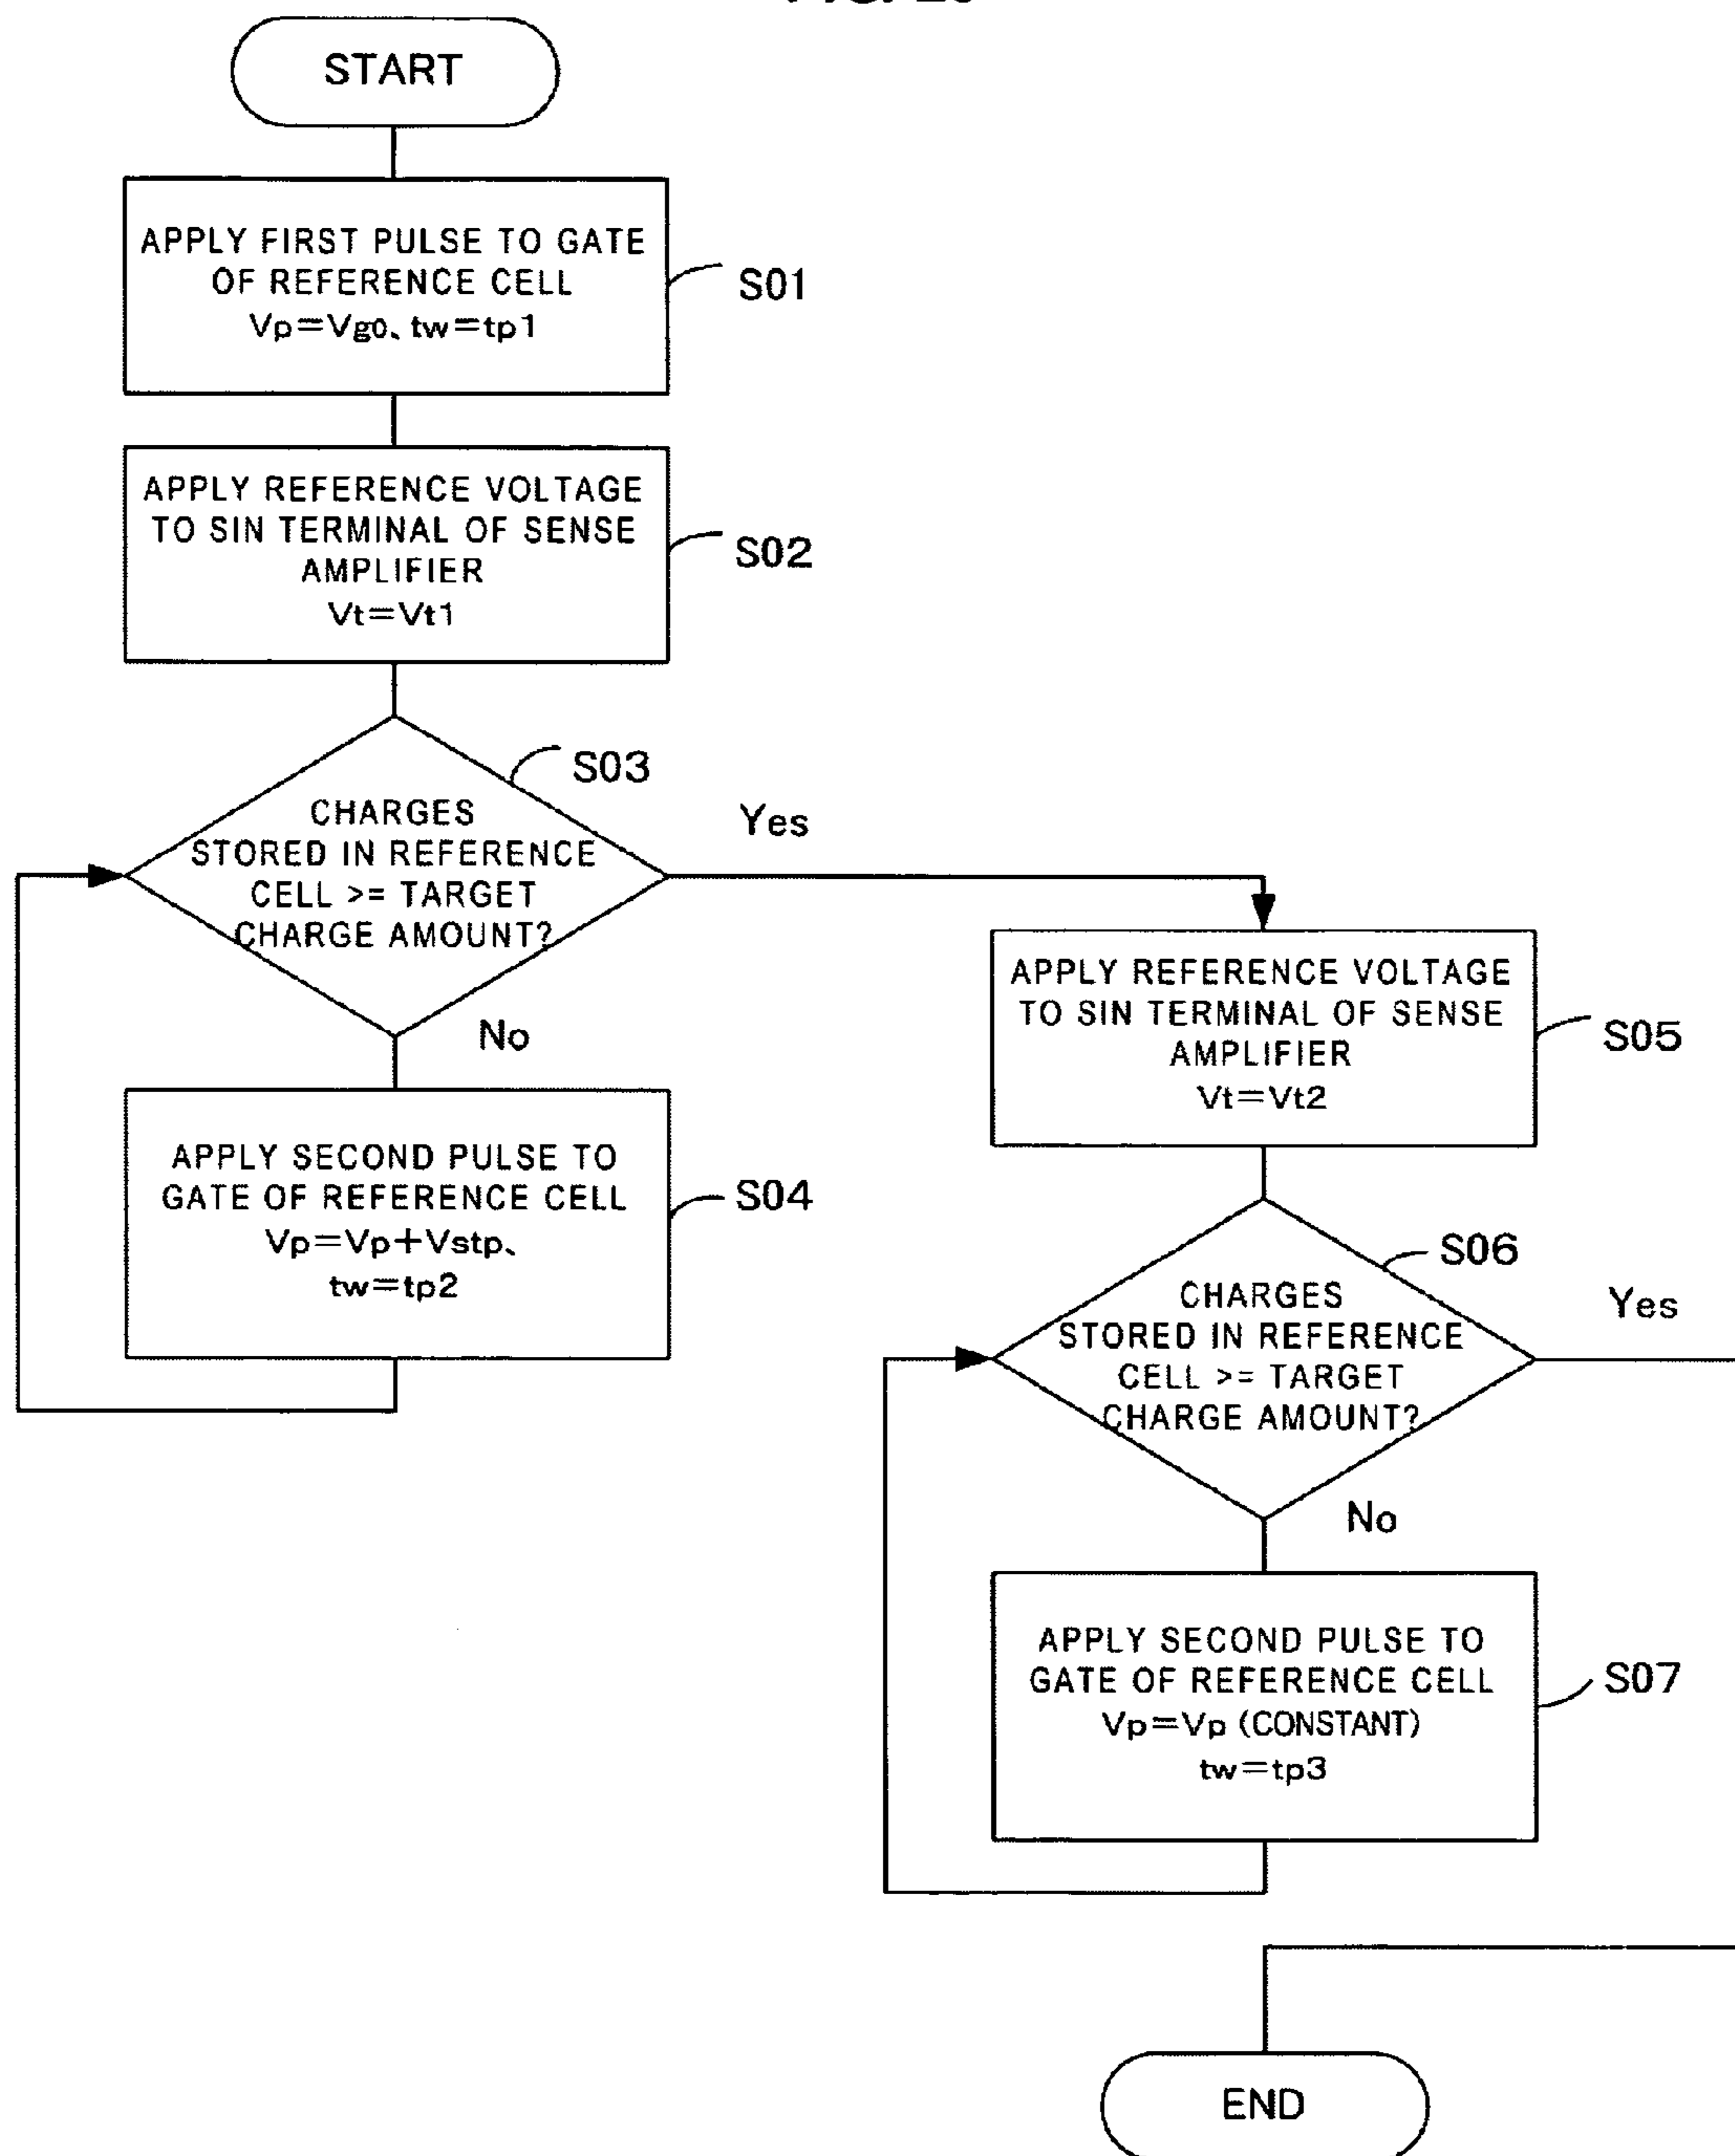 START
APPLY FIRST PULSE TO GATE
OF REFERENCE CELL
Vp=Vg0、tw=tp1
S01
APPLY REFERENCE VOLTAGE
TO SIN TERMINAL OF SENSE
AMPLIFIER
Vt=Vt1
S02
S03
CHARGES
STORED IN REFERENCE
CELL >= TARGET
CHARGE AMOUNT?
Yes
No
APPLY SECOND PULSE TO
GATE OF REFERENCE CELL
Vp=Vp+Vstp、
tw=tp2
S04
APPLY REFERENCE VOLTAGE
TO SIN TERMINAL OF SENSE
AMPLIFIER
Vt=Vt2
S05
S06
CHARGES
STORED IN REFERENCE
CELL >= TARGET
CHARGE AMOUNT?
Yes
No
APPLY SECOND PULSE TO
GATE OF REFERENCE CELL
Vp=Vp (CONSTANT)
tw=tp3
S07
END